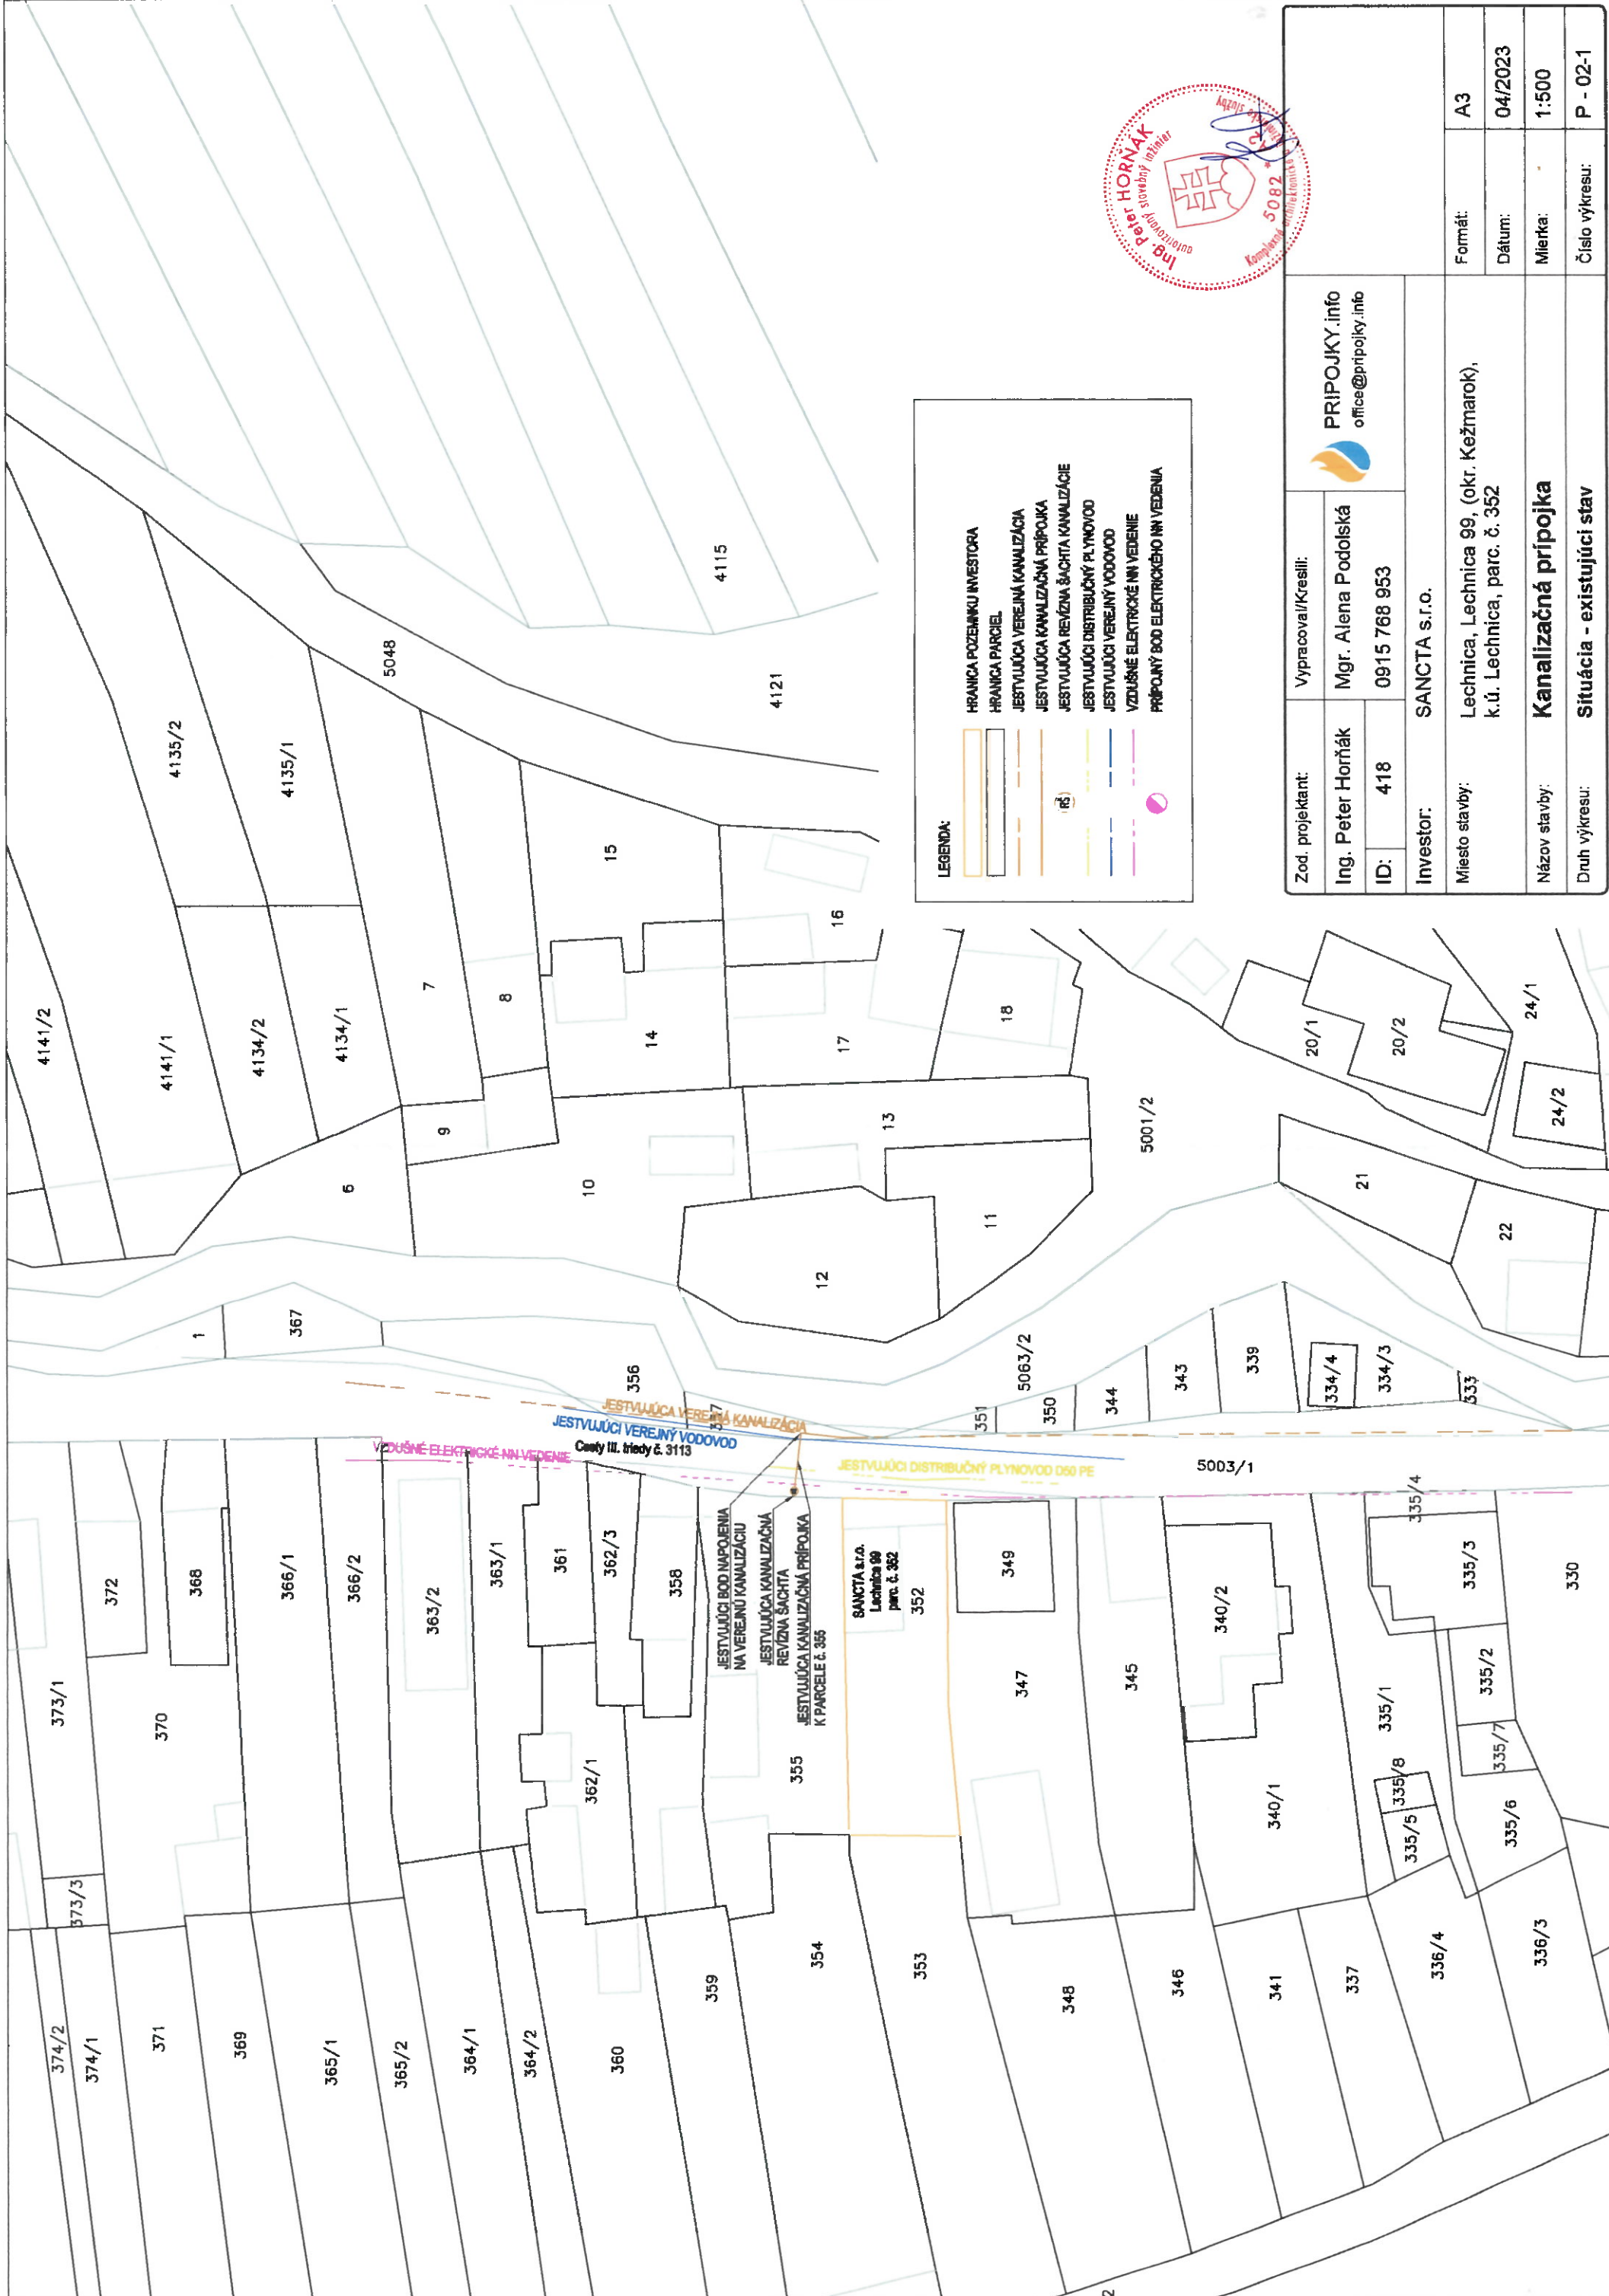 4141/2
4141/1
4134/2
4134/1
4135/2
4135/1
5048
4115
4121
6
7
8
9
10
14
15
16
17
18
13
12
11
5001/2
20/1
20/2
24/1
24/2
21
22
1
367
356
357
5063/2
351
350
344
343
339
334/4
334/3
333
JESTVUJÚCA VEREJNÁ KANALIZÁCIA
JESTVUJÚCI VEREJNÝ VODOVOD
Cesty III. triedy č. 3113
VZDUŠNÉ ELEKTRICKÉ NN VEDENIE
JESTVUJÚCI DISTRIBUČNÝ PLYNOVOD D50 PE
5003/1
335/4
373/1
372
368
370
366/1
366/2
363/2
363/1
361
362/3
358
362/1
JESTVUJÚCI BOD NAPOJENIA
NA VEREJNÚ KANALIZÁCIU
JESTVUJÚCA KANALIZAČNÁ
REVÍZNA ŠACHTA
JESTVUJÚCA KANALIZAČNÁ PRÍPOJKA
K PARCELE č. 355
355
SANCTA s.r.o.
Lechnica 99
parc. č. 352
352
349
347
345
340/2
340/1
335/3
330
335/2
335/1
335/7
335/8
335/5
335/6
373/3
374/2
374/1
371
369
365/1
365/2
364/1
364/2
360
359
354
353
348
346
341
337
336/4
336/3
2
LEGENDA:
HRANICA POZEMNKU INVESTORA
HRANICA PARCIEL
JESTVUJÚCA VEREJNÁ KANALIZÁCIA
JESTVUJÚCA KANALIZAČNÁ PRÍPOJKA
RŠ JESTVUJÚCA REVÍZNA ŠACHTA KANALIZÁCIE
JESTVUJÚCI DISTRIBUČNÝ PLYNOVOD
JESTVUJÚCI VEREJNÝ VODOVOD
VZDUŠNÉ ELEKTRICKÉ NN VEDENIE
PRÍPOJNÝ BOD ELEKTRICKÉHO NN VEDENIA
Ing. Peter HORŇÁK
autorizovaný stavebný inžinier
5082 *
Zod. projektant: Vypracoval/Kreslil:
Ing. Peter Horňák Mgr. Alena Podolská
ID: 418 0915 768 953
PRIPOJKY.info
office@pripojky.info
Investor: SANCTA s.r.o.
Miesto stavby: Lechnica, Lechnica 99, (okr. Kežmarok),
k.ú. Lechnica, parc. č. 352
Formát: A3
Dátum: 04/2023
Názov stavby: Kanalizačná prípojka
Mierka: 1:500
Druh výkresu: Situácia - existujúci stav
Číslo výkresu: P - 02-1